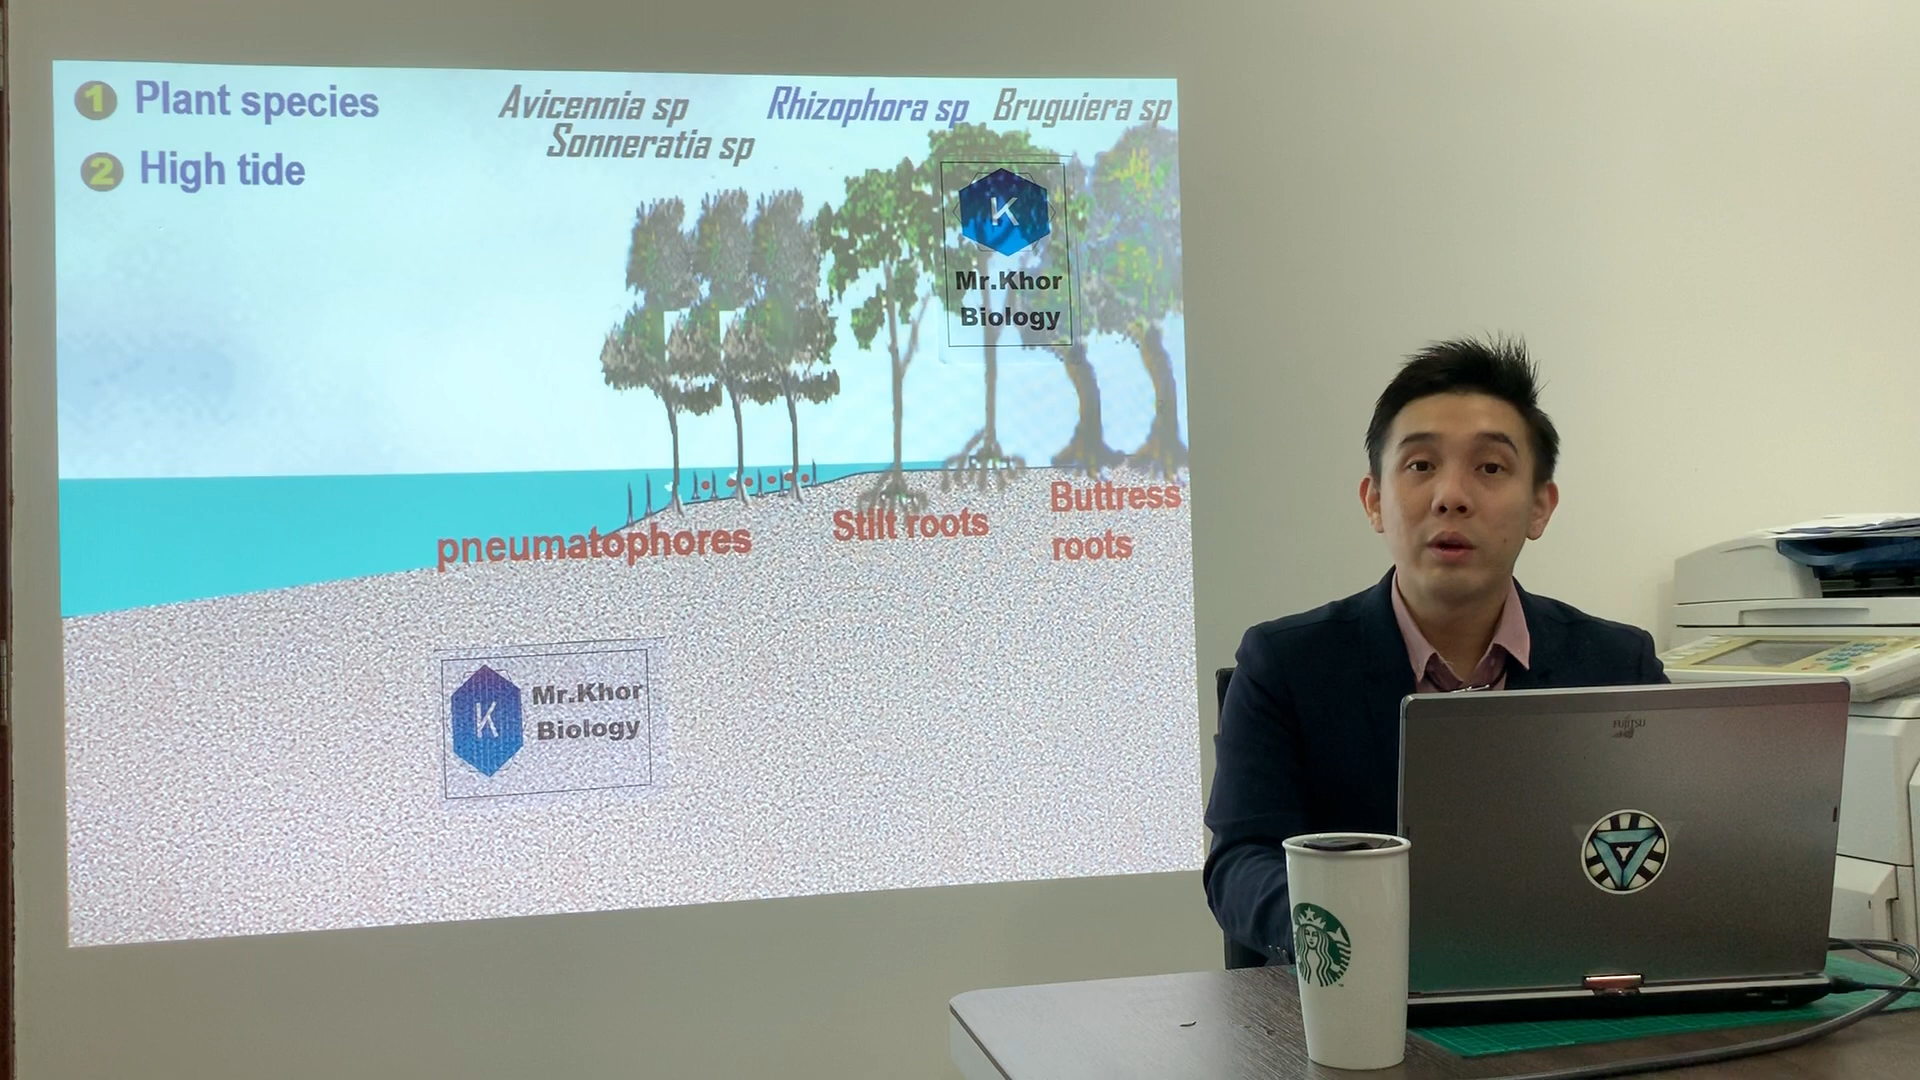 1 Plant species
2 High tide
Avicennia sp
Sonneratia sp
Rhizophora sp
Bruguiera sp
K
Mr.Khor
Biology
pneumatophores
Stilt roots
Buttress
roots
K
Mr.Khor
Biology
FUJITSU